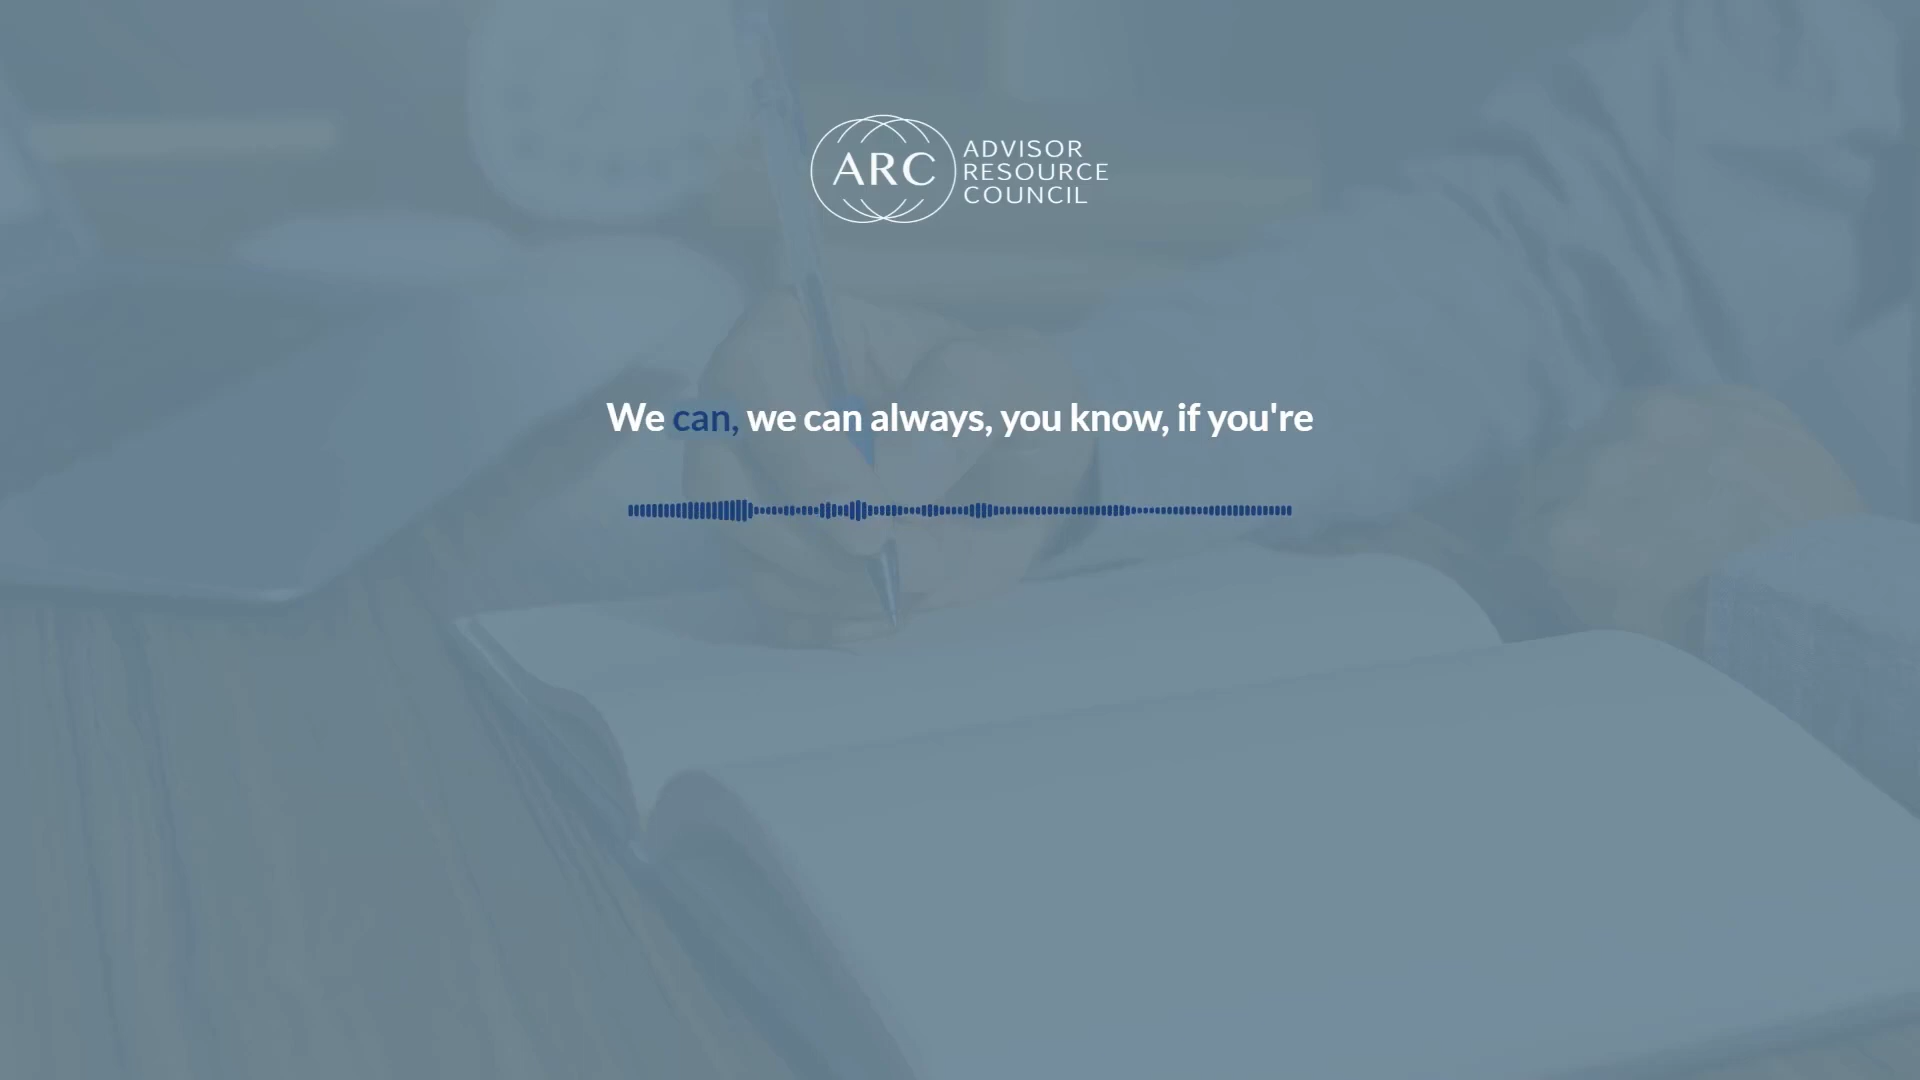 ARC
ADVISOR
RESOURCE
COUNCIL
We can, we can always, you know, if you're